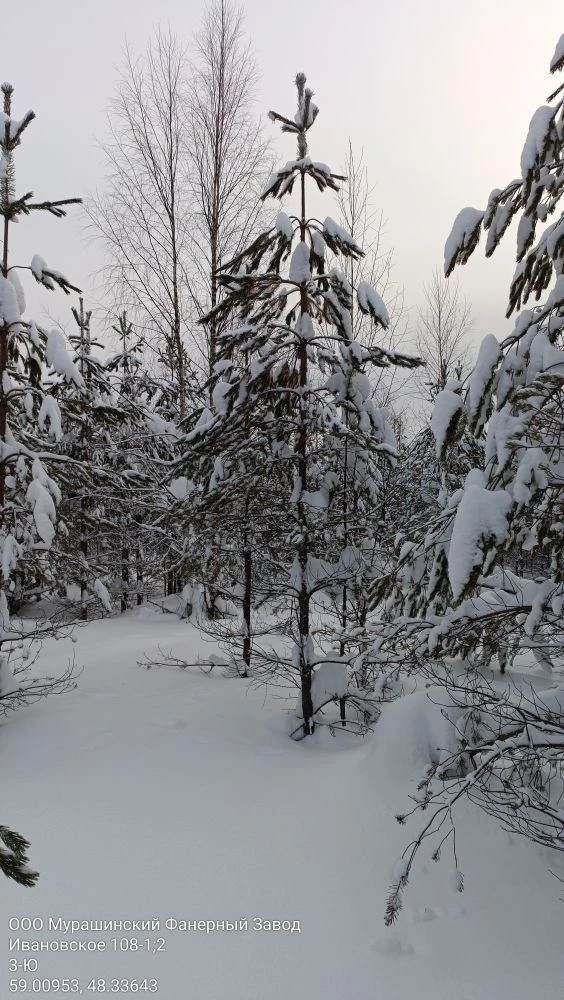 ООО Мурашинский Фанерный Завод
Ивановское 108-1;2
3-Ю
59.00953, 48.33643